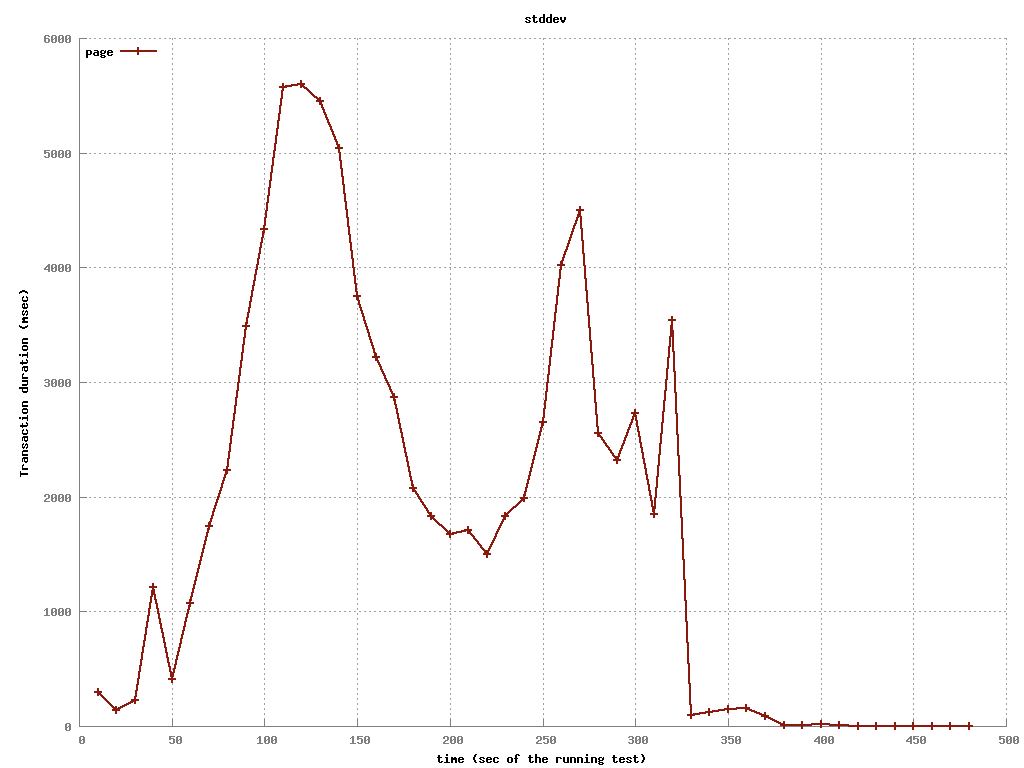 stddev
page
6000
5000
4000
3000
2000
1000
0
Transaction duration (msec)
0 50 100 150 200 250 300 350 400 450 500
time (sec of the running test)